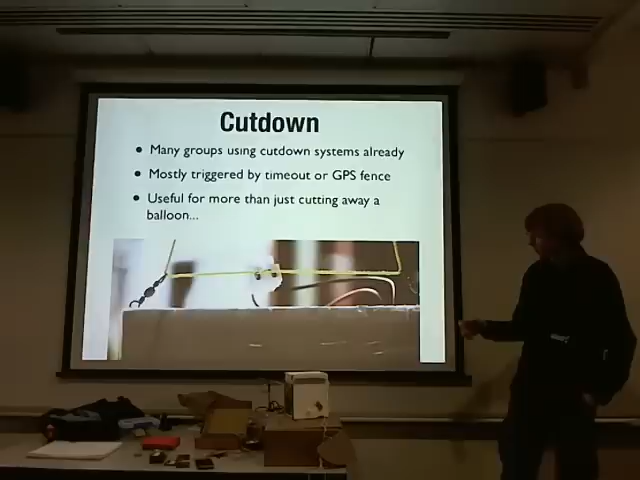 Cutdown
• Many groups using cutdown systems already
• Mostly triggered by timeout or GPS fence
• Useful for more than just cutting away a
balloon...